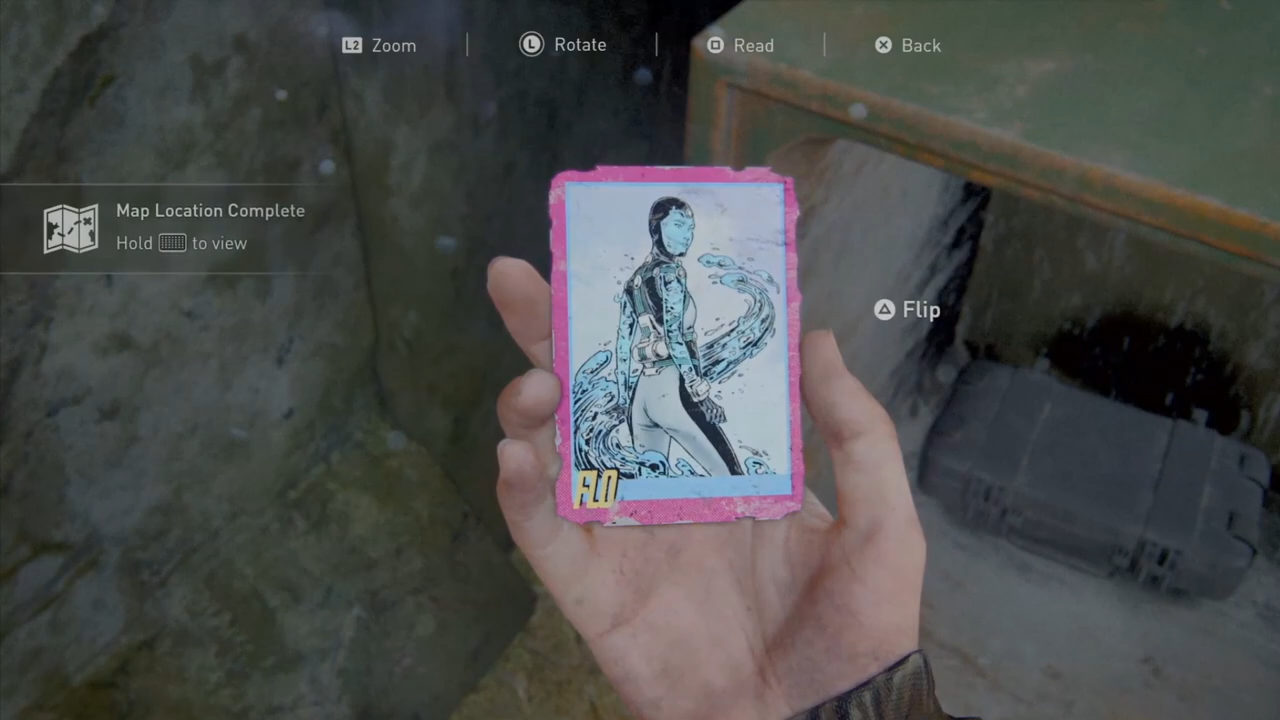 L2 Zoom
L Rotate
Read
Back
Map Location Complete
Hold to view
Flip
FLO